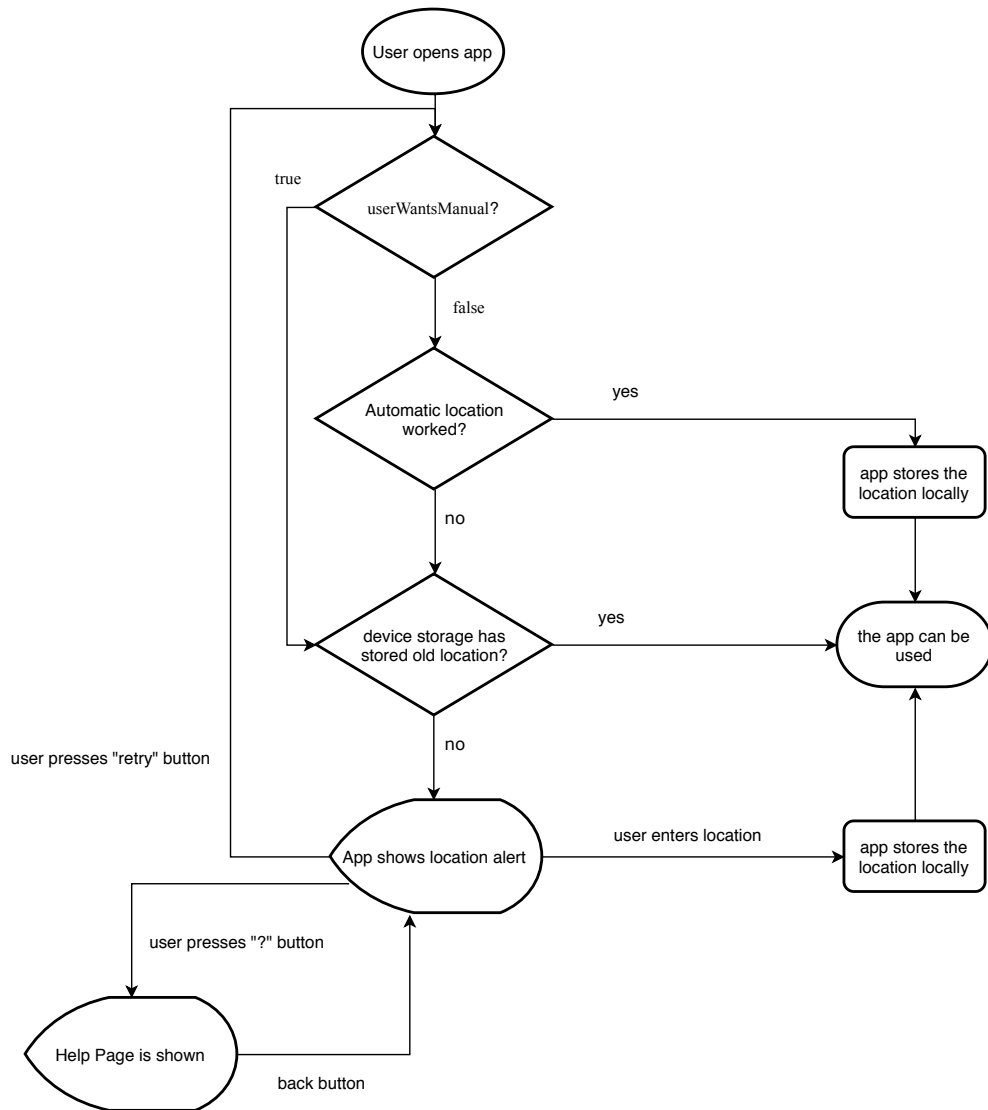 User opens app
true
userWantsManual?
false
yes
Automatic location
worked?
app stores the
location locally
no
yes
device storage has
stored old location?
the app can be
used
no
user presses "retry" button
user enters location
App shows location alert
app stores the
location locally
user presses "?" button
Help Page is shown
back button